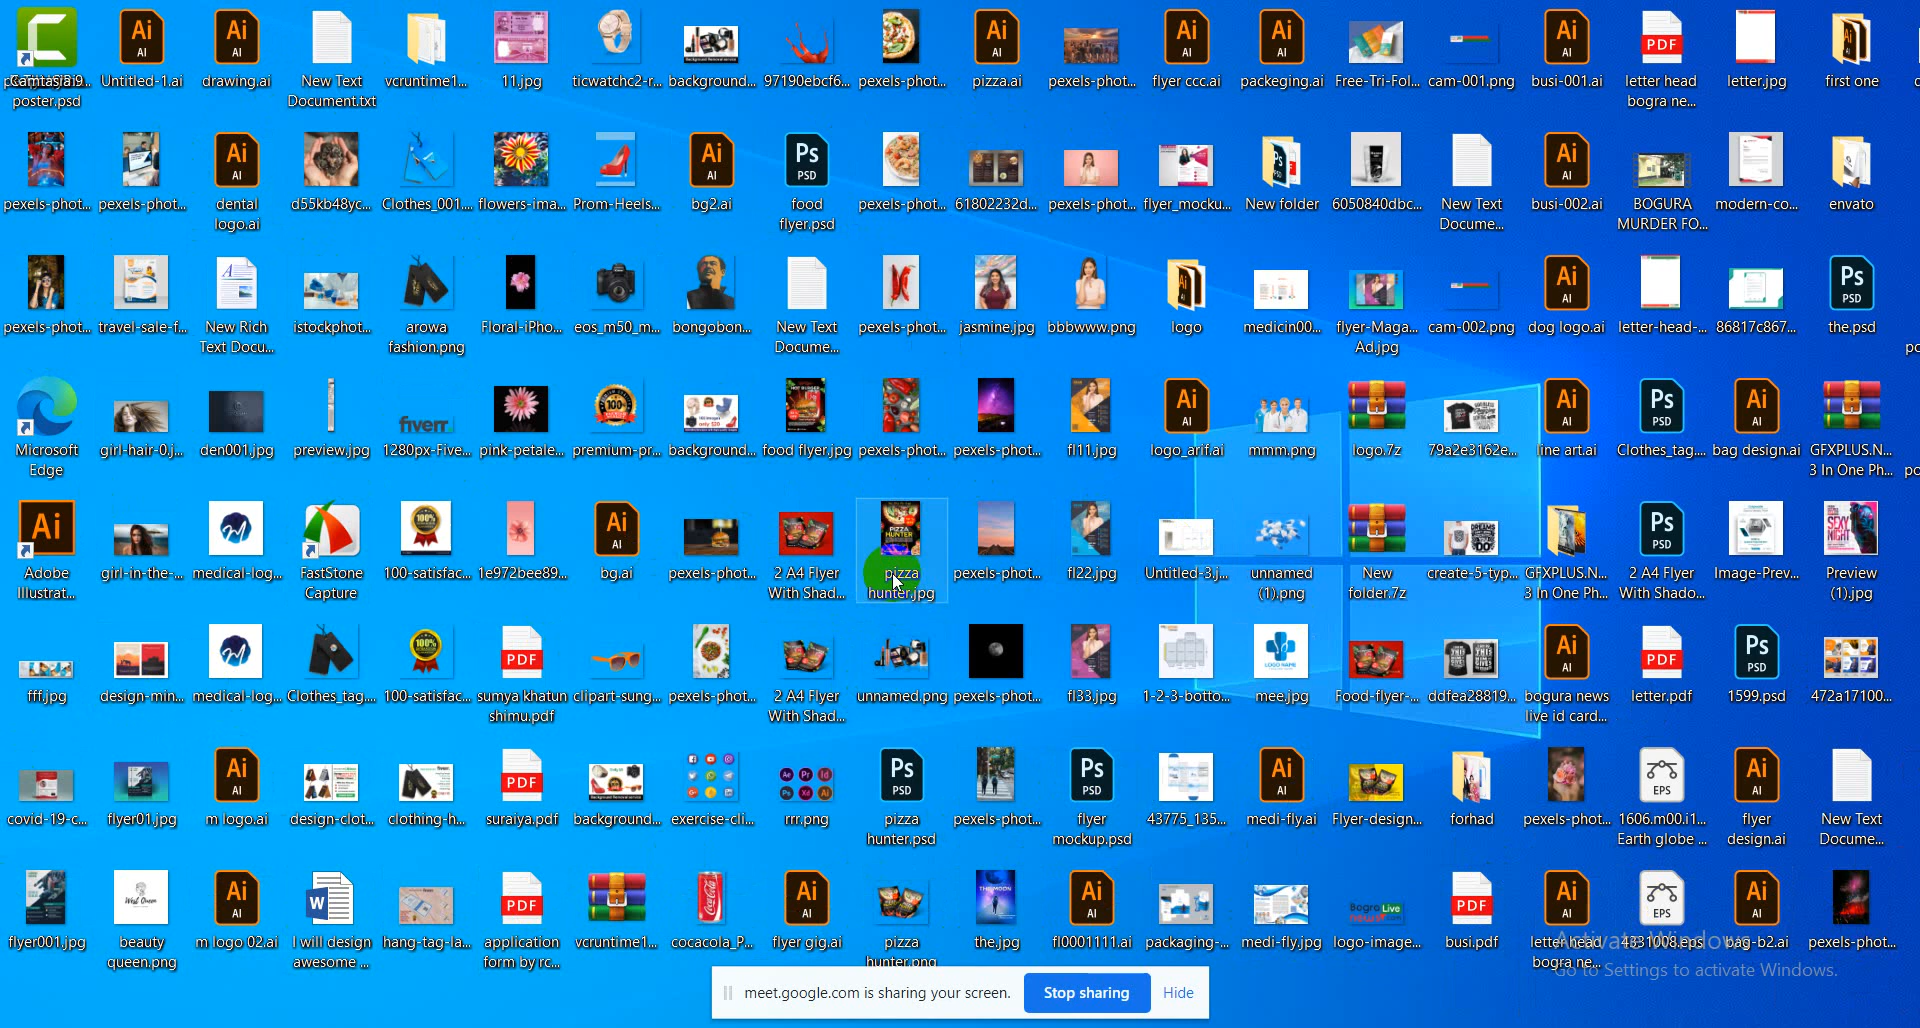 Untitled-1.ai
drawing.ai
New Text
Document.txt
vcruntime1...
11.jpg
ticwatchc2-r...
background...
97190ebcf6...
pexels-phot...
pizza.ai
pexels-phot...
flyer ccc.ai
packeging.ai
Free-Tri-Fol...
cam-001.png
busi-001.ai
letter head
bogra ne...
letter.jpg
first one
poster.psd
pexels-phot...
pexels-phot...
dental
logo.ai
d55kb48yc...
Clothes_001....
flowers-ima...
Prom-Heels...
bg2.ai
food
flyer.psd
pexels-phot...
61802232d...
pexels-phot...
flyer_mocku...
New folder
6050840dbc...
New Text
Docume...
busi-002.ai
BOGURA
MURDER FO...
modern-co...
envato
pexels-phot...
travel-sale-f...
New Rich
Text Docu...
istockphot...
arowa
fashion.png
Floral-iPho...
eos_m50_m...
bongobon...
New Text
Docume...
pexels-phot...
jasmine.jpg
bbbwww.png
logo
medicin00...
flyer-Maga...
Ad.jpg
cam-002.png
dog logo.ai
letter-head-...
86817c867...
the.psd
Microsoft
Edge
girl-hair-0.j...
den001.jpg
preview.jpg
fiverr
1280px-Five...
pink-petale...
premium-pr...
background...
food flyer.jpg
pexels-phot...
pexels-phot...
fl11.jpg
logo_arif.ai
mmm.png
logo.7z
79a2e3162e...
line art.ai
Clothes_tag....
bag design.ai
GFXPLUS.N...
3 In One Ph...
Adobe
Illustrat...
girl-in-the-...
medical-log...
FastStone
Capture
100-satisfac...
1e972bee89...
bg.ai
pexels-phot...
2 A4 Flyer
With Shad...
PIZZA
HUNTER
pizza
hunter.jpg
pexels-phot...
fl22.jpg
Untitled-3.j...
unnamed
(1).png
New
folder.7z
create-5-typ...
GFXPLUS.N...
3 In One Ph...
2 A4 Flyer
With Shado...
Image-Prev...
Preview
(1).jpg
fff.jpg
design-min...
medical-log...
Clothes_tag....
100-satisfac...
sumya khatun
shimu.pdf
clipart-sung...
pexels-phot...
2 A4 Flyer
With Shad...
unnamed.png
pexels-phot...
fl33.jpg
1-2-3-botto...
mee.jpg
Food-flyer-...
ddfea28819...
bogura news
live id card...
letter.pdf
1599.psd
472a17100...
covid-19-c...
flyer01.jpg
m logo.ai
design-clot...
clothing-h...
suraiya.pdf
background...
exercise-cli...
rrr.png
pizza
hunter.psd
pexels-phot...
flyer
mockup.psd
43775_135...
medi-fly.ai
Flyer-design...
forhad
pexels-phot...
1606.m00.i1...
Earth globe ...
flyer
design.ai
New Text
Docume...
flyer001.jpg
beauty
queen.png
m logo 02.ai
I will design
awesome ...
hang-tag-la...
application
form by rc...
vcruntime1...
cocacola_P...
flyer gig.ai
pizza
hunter.png
the.jpg
fl0001111.ai
packaging-...
medi-fly.jpg
logo-image...
busi.pdf
letter head
bogra ne...
4331008.eps
bag-b2.ai
pexels-phot...
Activate Windows
Go to Settings to activate Windows.
meet.google.com is sharing your screen.
Stop sharing
Hide